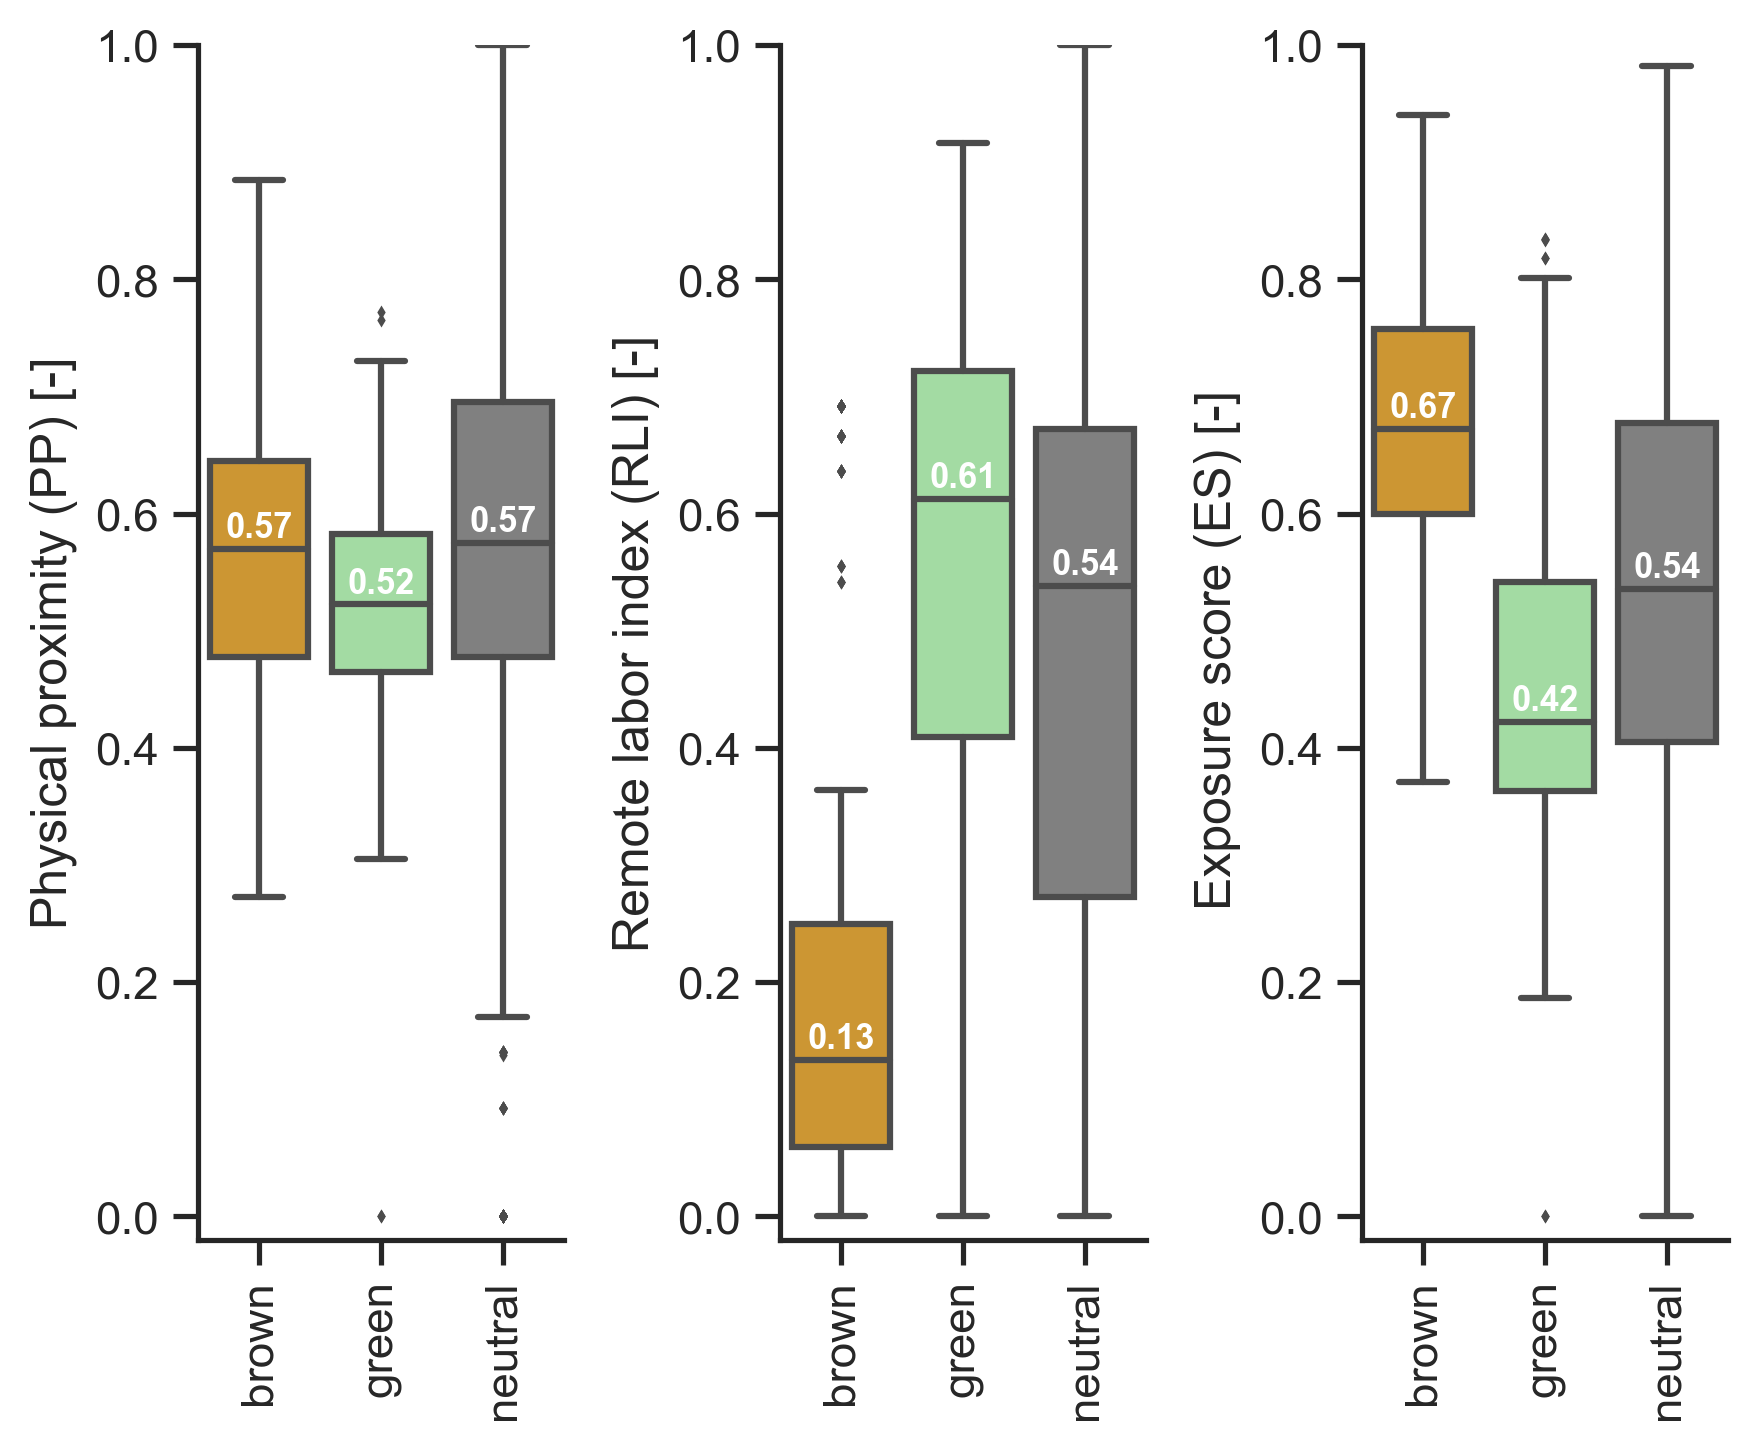 Physical proximity (PP) [-]
1.0
0.8
0.6
0.4
0.2
0.0
0.57
0.52
0.57
brown
green
neutral
Remote labor index (RLI) [-]
1.0
0.8
0.6
0.4
0.2
0.0
0.13
0.61
0.54
brown
green
neutral
Exposure score (ES) [-]
1.0
0.8
0.6
0.4
0.2
0.0
0.67
0.42
0.54
brown
green
neutral